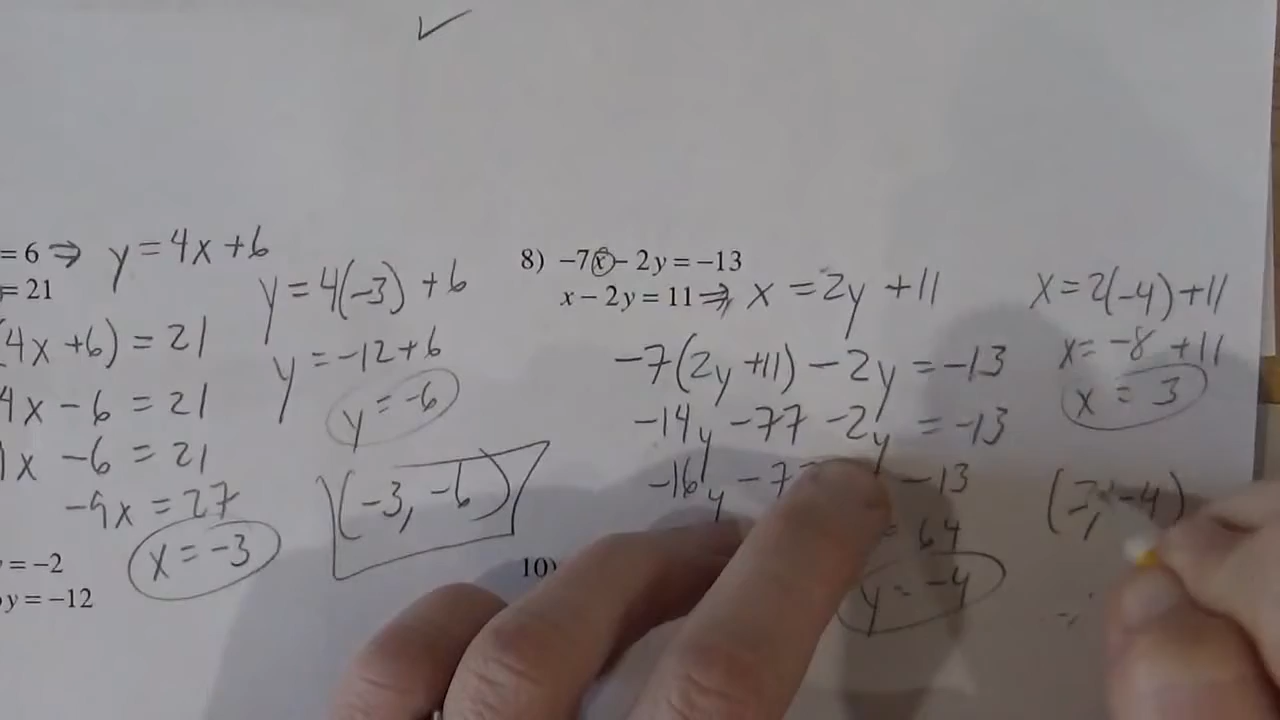 = 6 ⇒ y = 4x + 6
= 21
(4x + 6) = 21
4x - 6 = 21
x - 6 = 21
-9x = 27
x = -3
y = 4(-3) + 6
y = -12 + 6
y = -6
(-3, -6)
= -2
y = -12
8) -7x - 2y = -13
x - 2y = 11 ⇒ x = 2y + 11
-7(2y + 11) - 2y = -13
-14y - 77 - 2y = -13
-16y - 7 -13
= 64
y = -4
x = 2(-4) + 11
x = -8 + 11
x = 3
(3, -4)
10)